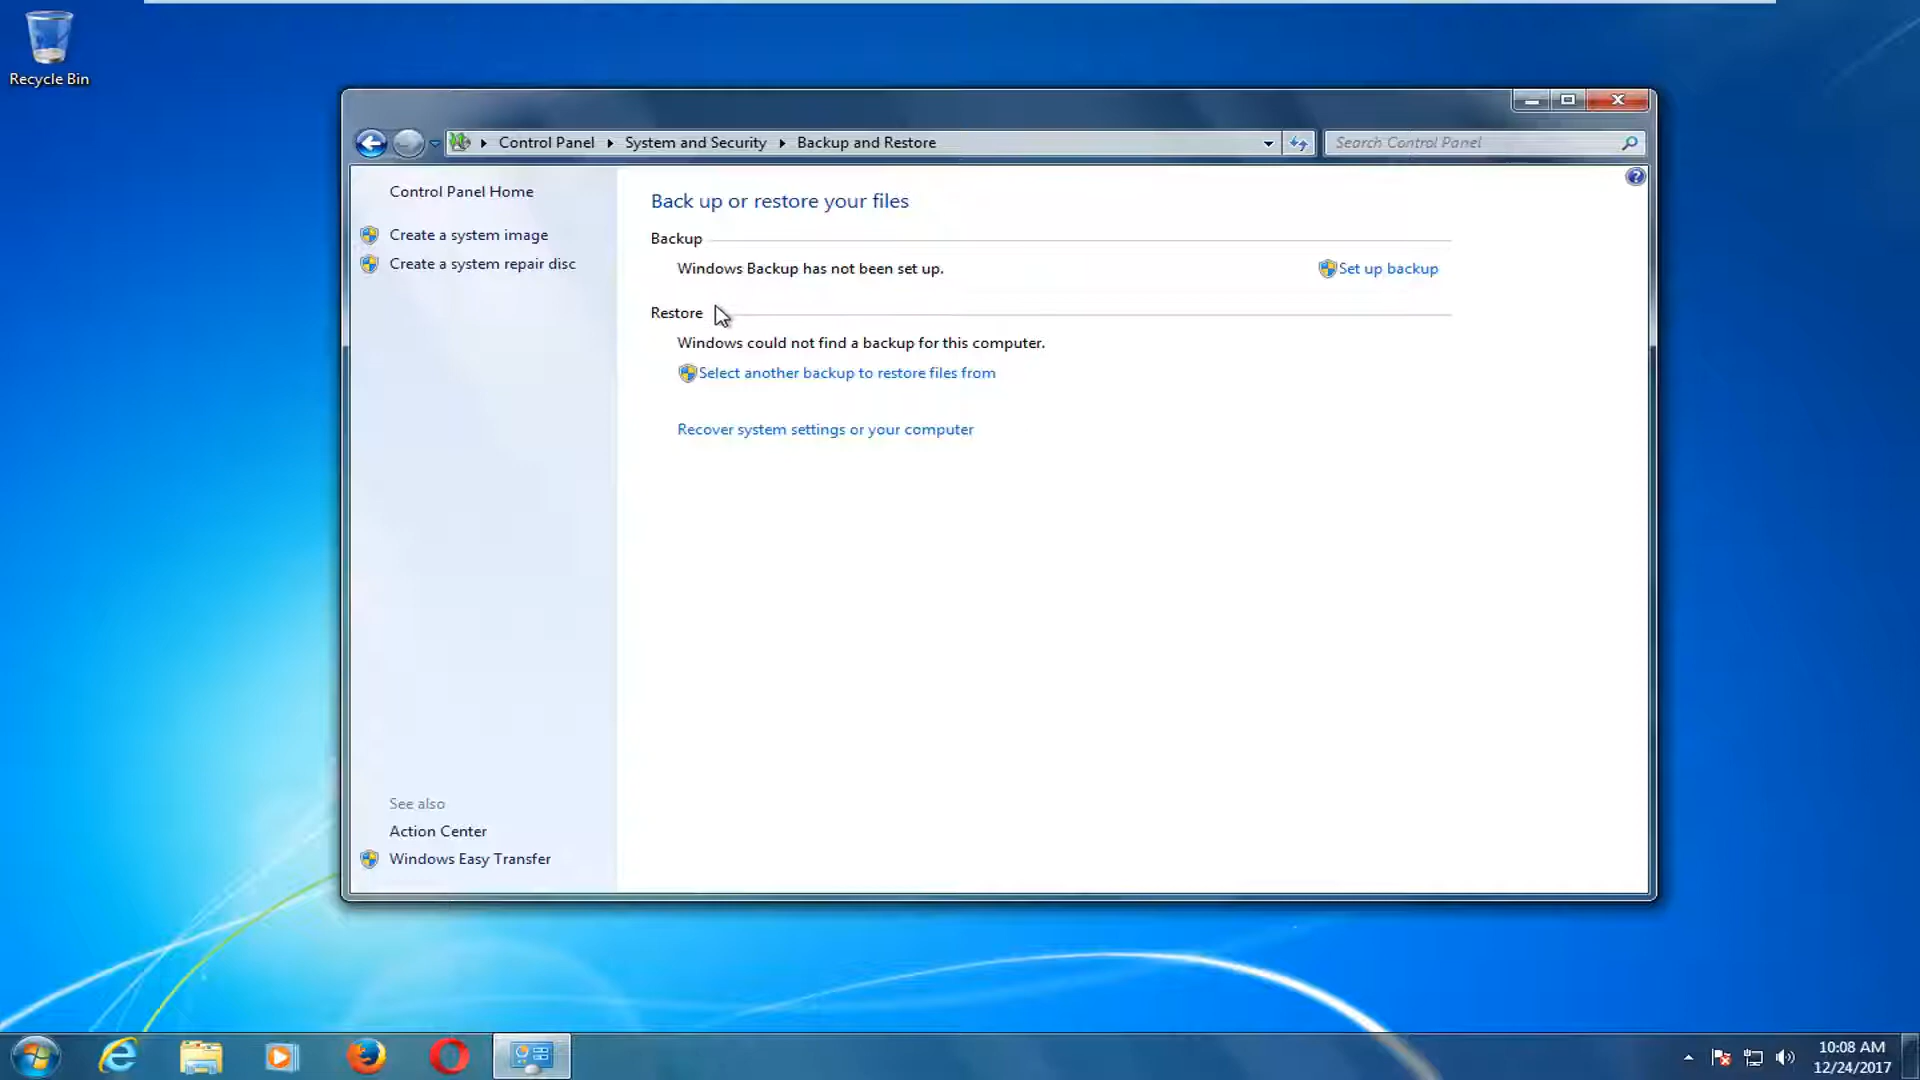 Recycle Bin
Control Panel
System and Security
Backup and Restore
Search Control Panel
Control Panel Home
Create a system image
Create a system repair disc
Back up or restore your files
Backup
Windows Backup has not been set up.
Set up backup
Restore
Windows could not find a backup for this computer.
Select another backup to restore files from
Recover system settings or your computer
See also
Action Center
Windows Easy Transfer
10:08 AM
12/24/2017